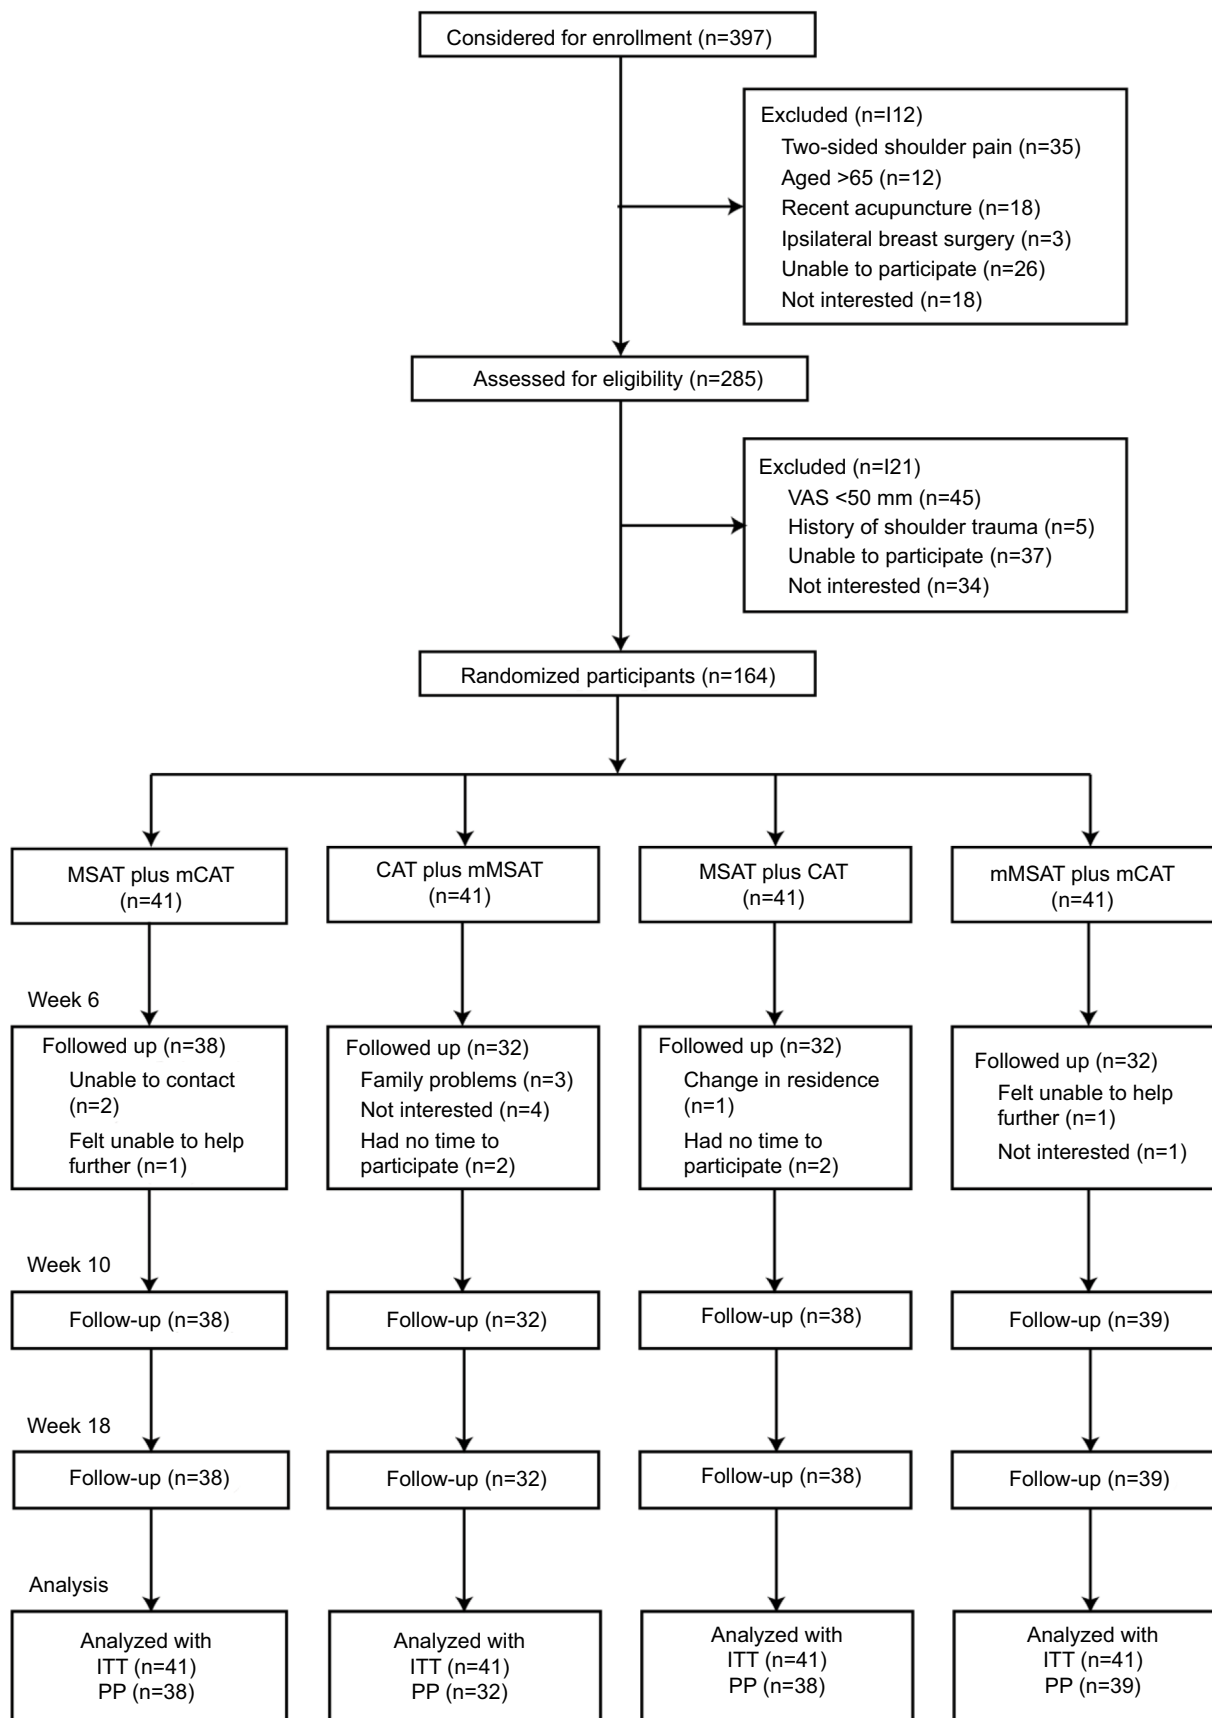 Considered for enrollment (n=397)
Excluded (n=I12)
Two-sided shoulder pain (n=35)
Aged >65 (n=12)
Recent acupuncture (n=18)
Ipsilateral breast surgery (n=3)
Unable to participate (n=26)
Not interested (n=18)
Assessed for eligibility (n=285)
Excluded (n=I21)
VAS <50 mm (n=45)
History of shoulder trauma (n=5)
Unable to participate (n=37)
Not interested (n=34)
Randomized participants (n=164)
MSAT plus mCAT
(n=41)
CAT plus mMSAT
(n=41)
MSAT plus CAT
(n=41)
mMSAT plus mCAT
(n=41)
Week 6
Followed up (n=38)
Unable to contact
(n=2)
Felt unable to help
further (n=1)
Followed up (n=32)
Family problems (n=3)
Not interested (n=4)
Had no time to
participate (n=2)
Followed up (n=32)
Change in residence
(n=1)
Had no time to
participate (n=2)
Followed up (n=32)
Felt unable to help
further (n=1)
Not interested (n=1)
Week 10
Follow-up (n=38)
Follow-up (n=32)
Follow-up (n=38)
Follow-up (n=39)
Week 18
Follow-up (n=38)
Follow-up (n=32)
Follow-up (n=38)
Follow-up (n=39)
Analysis
Analyzed with
ITT (n=41)
PP (n=38)
Analyzed with
ITT (n=41)
PP (n=32)
Analyzed with
ITT (n=41)
PP (n=38)
Analyzed with
ITT (n=41)
PP (n=39)